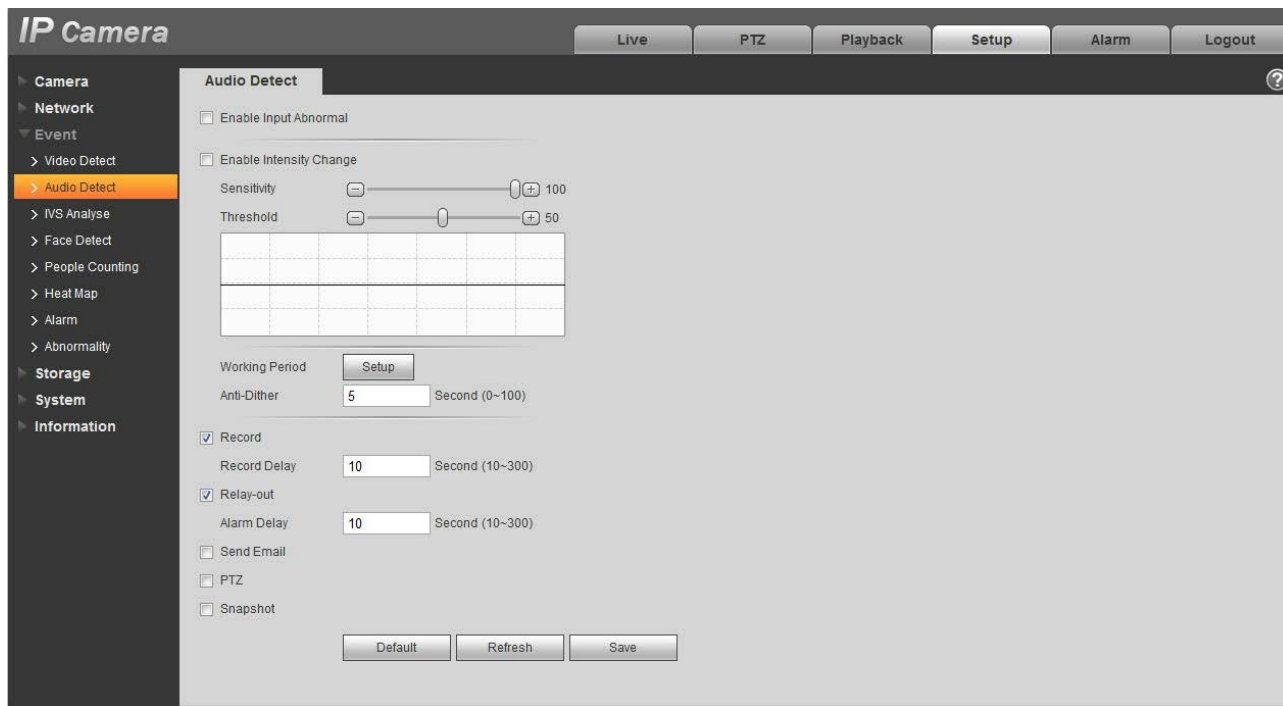 IP Camera
Live PTZ Playback Setup Alarm Logout
Camera
Network
Event
Video Detect
Audio Detect
IVS Analyse
Face Detect
People Counting
Heat Map
Alarm
Abnormality
Storage
System
Information
Audio Detect
?
Enable Input Abnormal
Enable Intensity Change
Sensitivity - + 100
Threshold - + 50
Working Period Setup
Anti-Dither 5 Second (0~100)
Record
Record Delay 10 Second (10~300)
Relay-out
Alarm Delay 10 Second (10~300)
Send Email
PTZ
Snapshot
Default Refresh Save